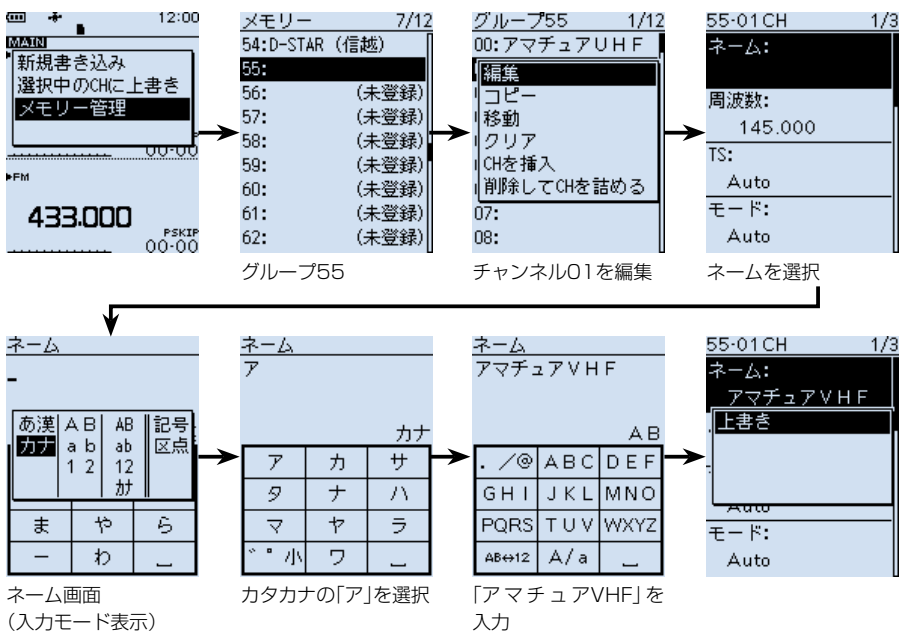 12:00
MAIN
新規書き込み
選択中のCHに上書き
メモリー管理
00-00
FM
433.000
PSKIP
00-00
メモリー 7/12
54:D-STAR (信越)
55:
56: (未登録)
57: (未登録)
58: (未登録)
59: (未登録)
60: (未登録)
61: (未登録)
62: (未登録)
グループ55
グループ55 1/12
00:アマチュアUHF
編集
コピー
移動
クリア
CHを挿入
削除してCHを詰める
07:
08:
チャンネル01を編集
55-01CH 1/3
ネーム:
周波数:
145.000
TS:
Auto
モード:
Auto
ネームを選択
ネーム
あ漢 AB AB 記号
カナ ab ab 区点
12 12
カナ
ま や ら
ー わ ␣
ネーム画面
(入力モード表示)
ネーム
ア
カナ
ア カ サ
タ ナ ハ
マ ヤ ラ
゛゜小 ワ ␣
カタカナの「ア」を選択
ネーム
アマチュアVHF
AB
./@ ABC DEF
GHI JKL MNO
PQRS TUV WXYZ
AB↔12 A/a ␣
「アマチュアVHF」を
入力
55-01CH 1/3
ネーム:
アマチュアVHF
上書き
Auto
モード:
Auto